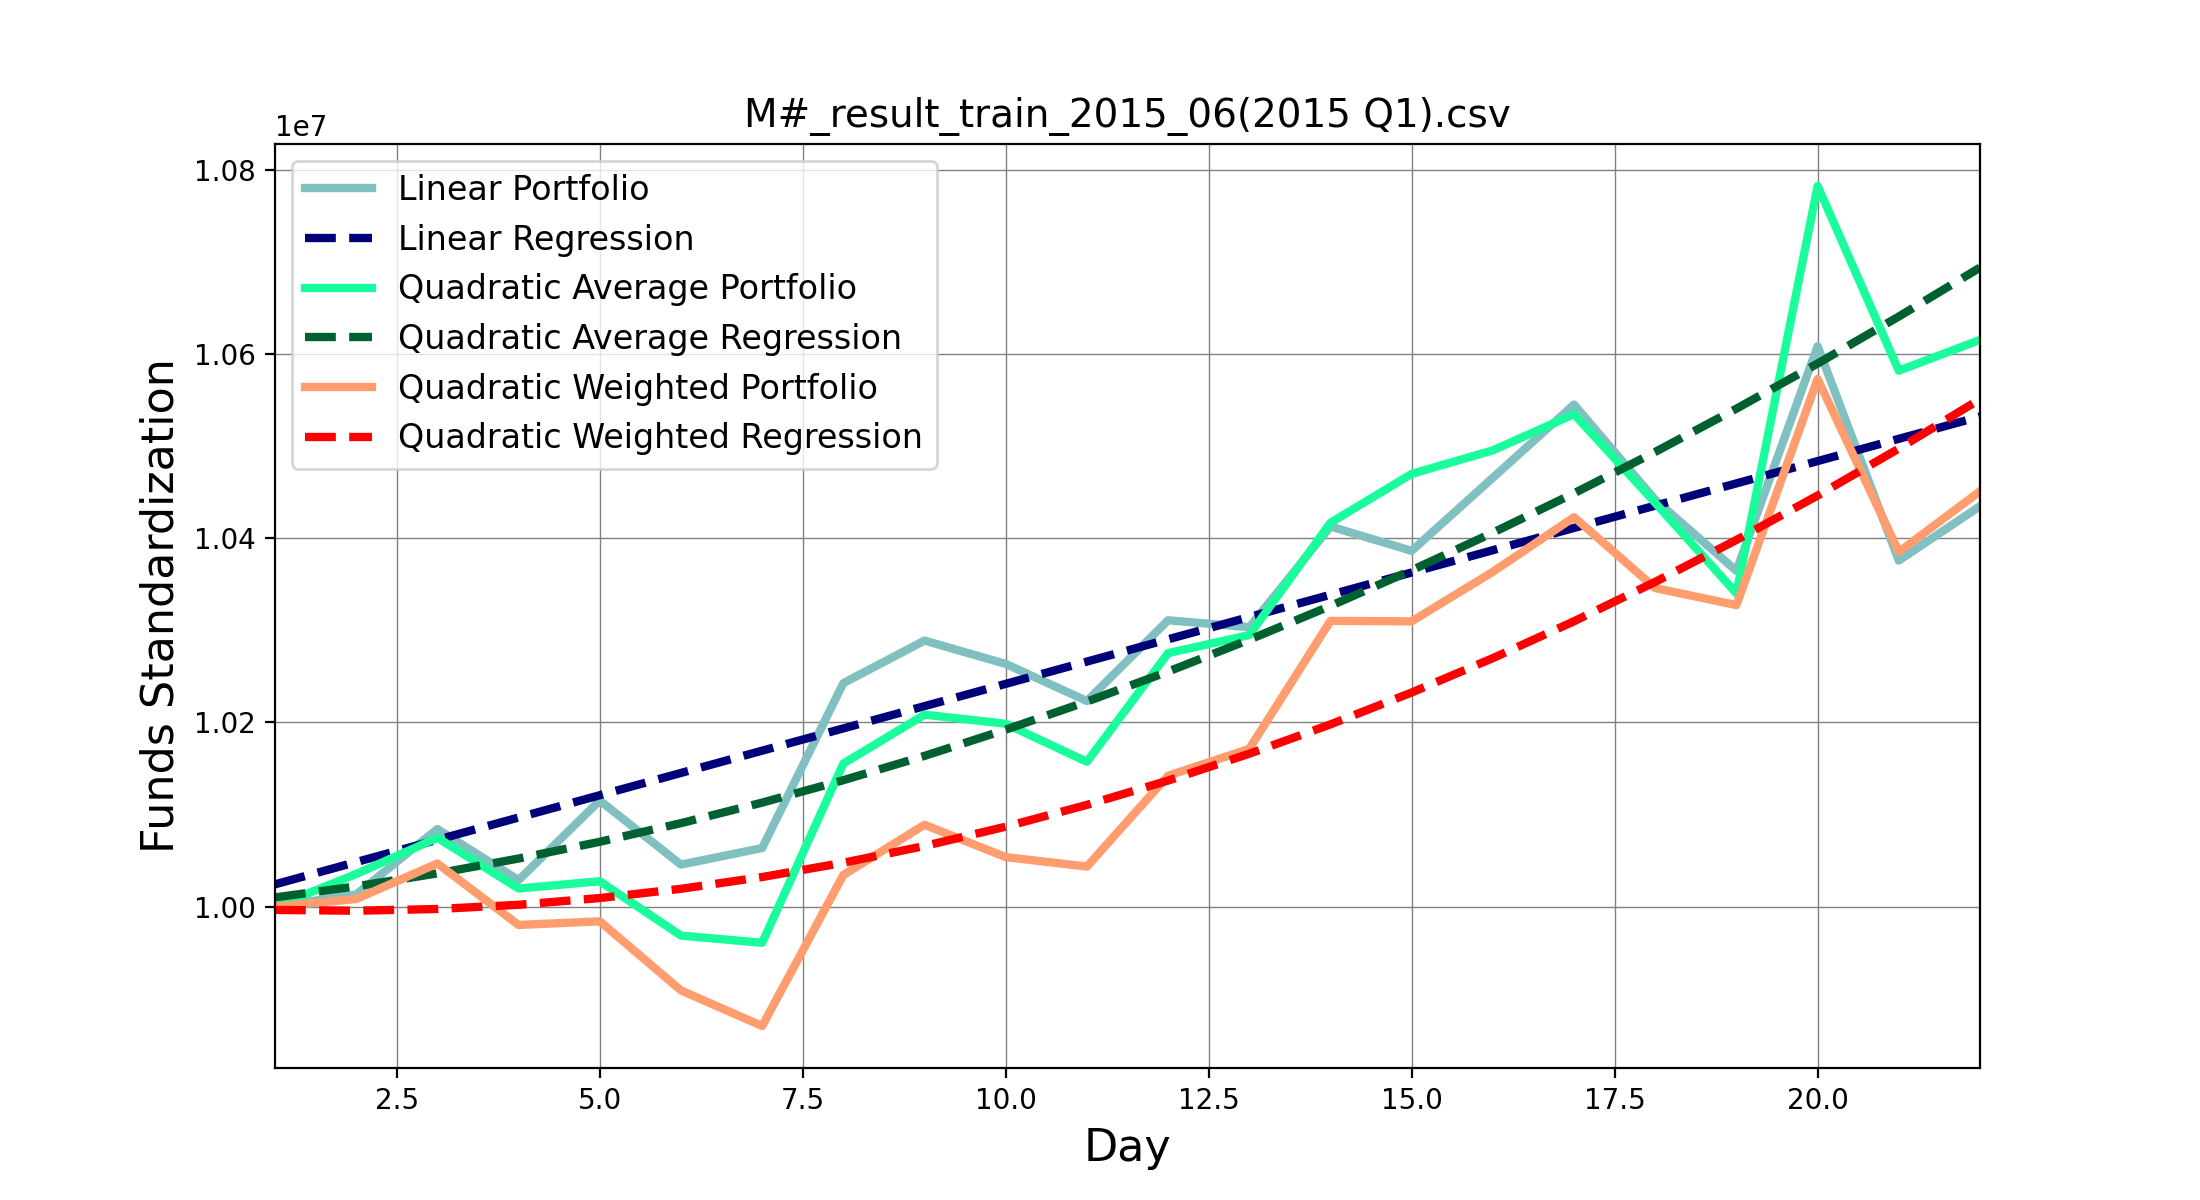 M#_result_train_2015_06(2015 Q1).csv
1e7
1.08
1.06
1.04
1.02
1.00
Funds Standardization
Linear Portfolio
Linear Regression
Quadratic Average Portfolio
Quadratic Average Regression
Quadratic Weighted Portfolio
Quadratic Weighted Regression
2.5 5.0 7.5 10.0 12.5 15.0 17.5 20.0
Day